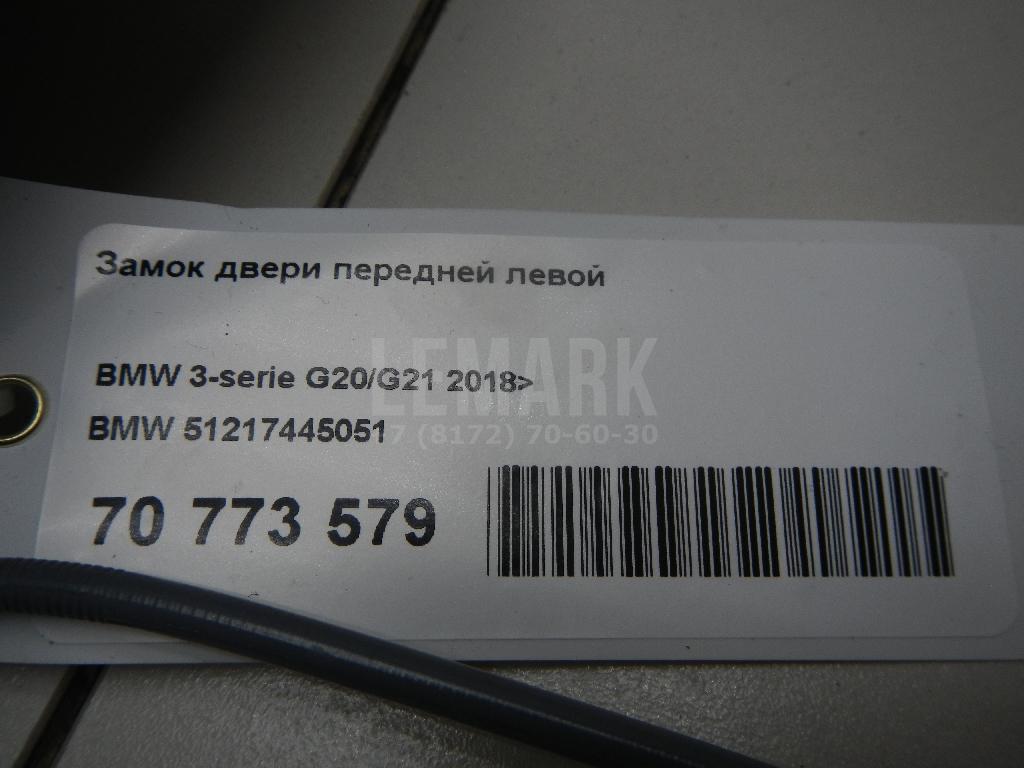 Замок двери передней левой
LEMARK
BMW 3-serie G20/G21 2018>
BMW 51217445051
7 (8172) 70-60-30
70 773 579